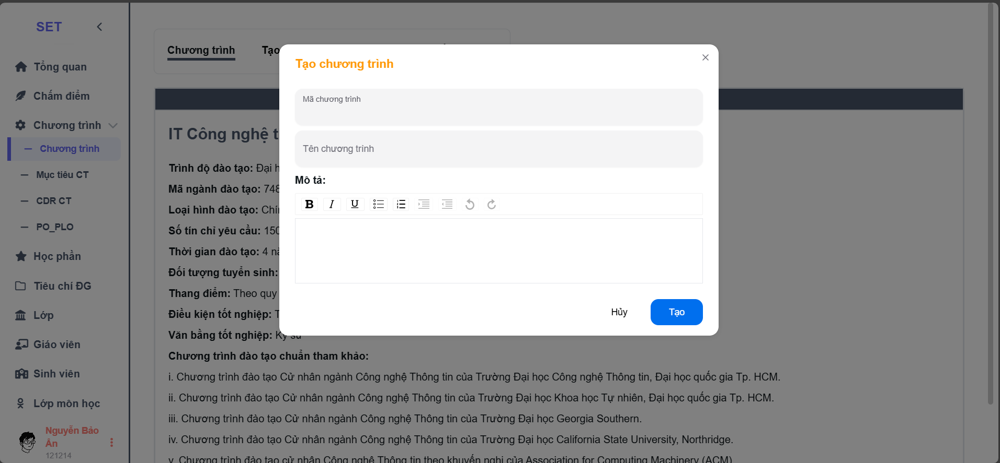 SET
Tổng quan
Chấm điểm
Chương trình
Chương trình
Mục tiêu CT
CDR CT
PO_PLO
Học phần
Tiêu chí ĐG
Lớp
Giáo viên
Sinh viên
Lớp môn học
Nguyễn Bảo
Ân
121214
Chương trình
Tạo
Tạo chương trình
Mã chương trình
Tên chương trình
Mô tả:
B I U
Hủy
Tạo
IT Công nghệ
Trình độ đào tạo: Đại
Mã ngành đào tạo: 748
Loại hình đào tạo:
Số tín chỉ yêu cầu: 150
Thời gian đào tạo: 4
Đối tượng tuyển sinh:
Thang điểm: Theo quy
Điều kiện tốt nghiệp:
Văn bằng tốt nghiệp: Kỹ sư
Chương trình đào tạo chuẩn tham khảo:
i. Chương trình đào tạo Cử nhân ngành Công nghệ Thông tin của Trường Đại học Công nghệ Thông tin, Đại học quốc gia Tp. HCM.
ii. Chương trình đào tạo Cử nhân ngành Công nghệ Thông tin của Trường Đại học Khoa học Tự nhiên, Đại học quốc gia Tp. HCM.
iii. Chương trình đào tạo Cử nhân ngành Công nghệ Thông tin của Trường Đại học Georgia Southern.
iv. Chương trình đào tạo Cử nhân ngành Công nghệ Thông tin của Trường Đại học California State University, Northridge.
v. Chương trình đào tạo cử nhân Công nghệ Thông tin theo khuyến nghị của Association for Computing Machinery (ACM)